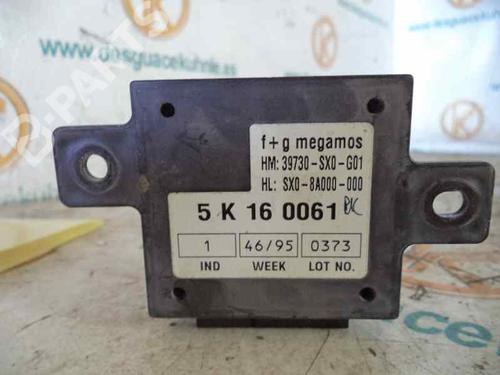 www.
desguacekuhnle.es
K
B-PARTS
f+g megamos
HM: 39730-SX0-G01
HL: SX0-8A000-000
5 K 16 0061
1 46/95 0373
IND WEEK LOT NO.